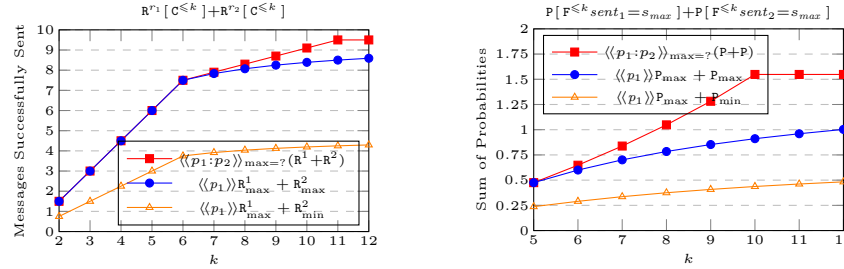 R^{r_1}[C^{⩽k}]+R^{r_2}[C^{⩽k}]
Messages Successfully Sent
10
9
8
7
6
5
4
3
2
1
0
⟨⟨p_1:p_2⟩⟩_{max=?}(R^1+R^2)
⟨⟨p_1⟩⟩R^1_{max} + R^2_{max}
⟨⟨p_1⟩⟩R^1_{max} + R^2_{min}
2 3 4 5 6 7 8 9 10 11 12
k
P[F^{⩽k}sent_1=s_{max}]+P[F^{⩽k}sent_2=s_{max}]
Sum of Probabilities
2
1.75
1.5
1.25
1
0.75
0.5
0.25
0
⟨⟨p_1:p_2⟩⟩_{max=?}(P+P)
⟨⟨p_1⟩⟩P_{max} + P_{max}
⟨⟨p_1⟩⟩P_{max} + P_{min}
5 6 7 8 9 10 11
k